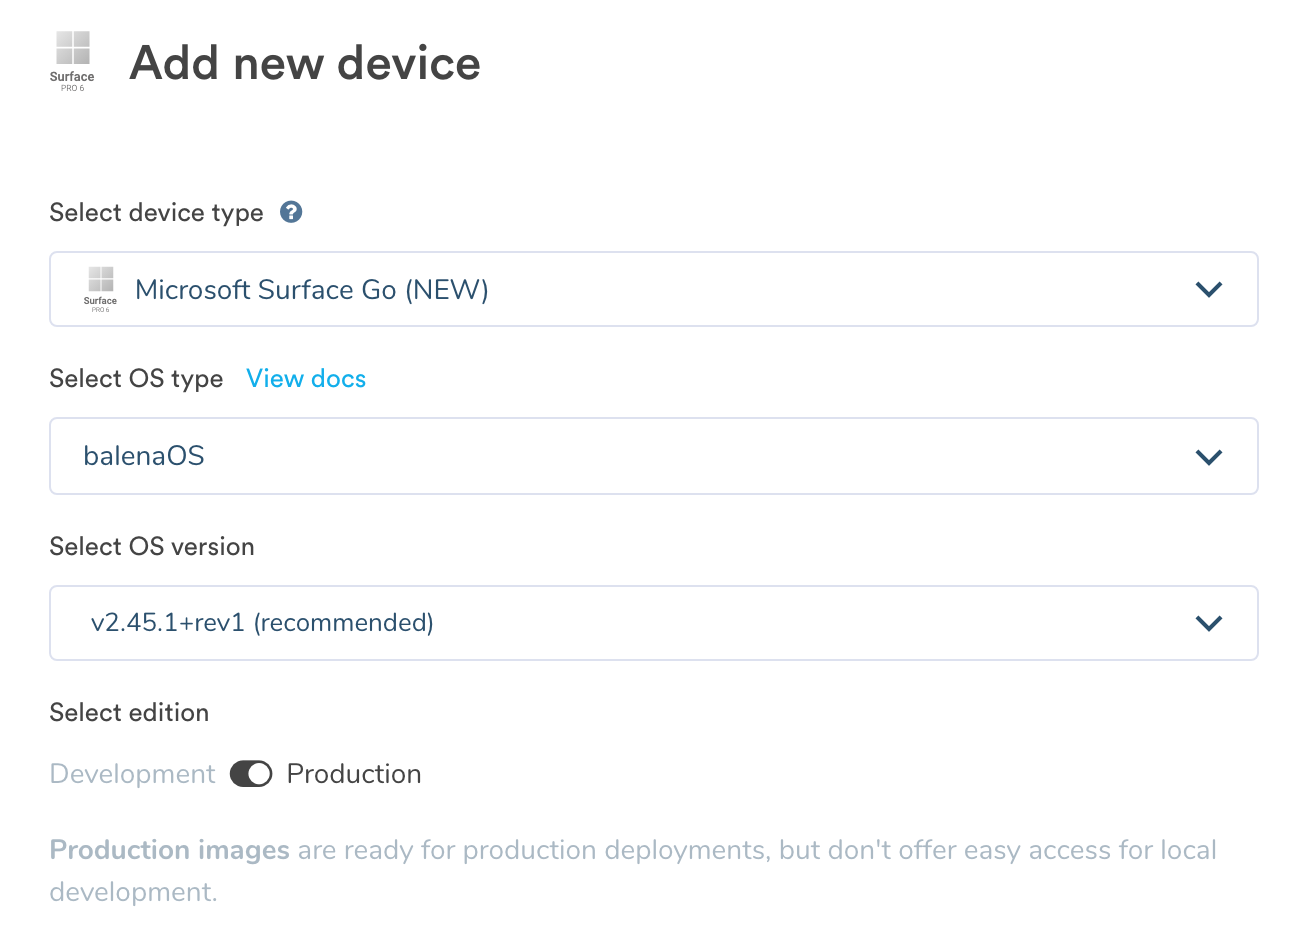 Surface
PRO 6
Add new device
Select device type ?
Surface
PRO 6
Microsoft Surface Go (NEW)
Select OS type View docs
balenaOS
Select OS version
v2.45.1+rev1 (recommended)
Select edition
Development Production
Production images are ready for production deployments, but don't offer easy access for local
development.